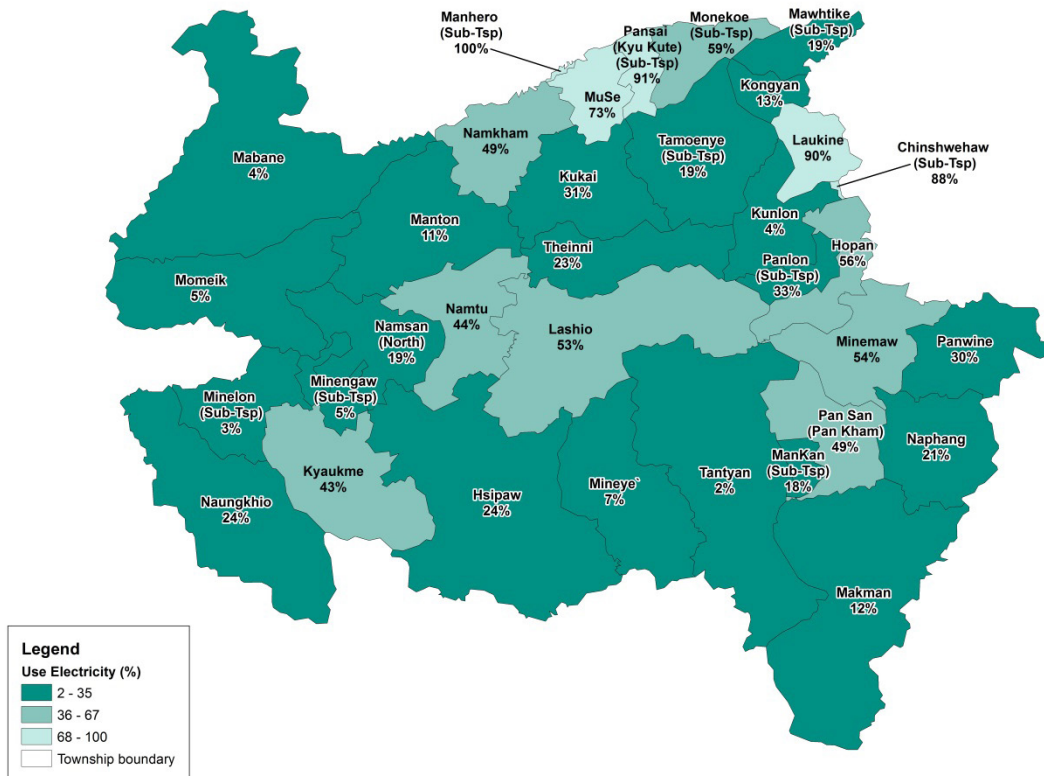 Manhero
(Sub-Tsp)
100%
Pansai`
(Kyu Kute)
(Sub-Tsp)
91%
Monekoe
(Sub-Tsp)
59%
Mawhtike
(Sub-Tsp)
19%
MuSe
73%
Kongyan
13%
Namkham
49%
Tamoenye
(Sub-Tsp)
19%
Laukine
90%
Chinshwehaw
(Sub-Tsp)
88%
Mabane
4%
Kukai
31%
Manton
11%
Kunlon
4%
Theinni
23%
Hopan
56%
Panlon
(Sub-Tsp)
33%
Momeik
5%
Namtu
44%
Lashio
53%
Namsan
(North)
19%
Minemaw
54%
Panwine
30%
Minengaw
(Sub-Tsp)
5%
Minelon
(Sub-Tsp)
3%
Pan San
(Pan Kham)
49%
Naphang
21%
ManKan
(Sub-Tsp)
18%
Kyaukme
43%
Tantyan
2%
Mineye`
7%
Hsipaw
24%
Naungkhio
24%
Makman
12%
Legend
Use Electricity (%)
2 - 35
36 - 67
68 - 100
Township boundary